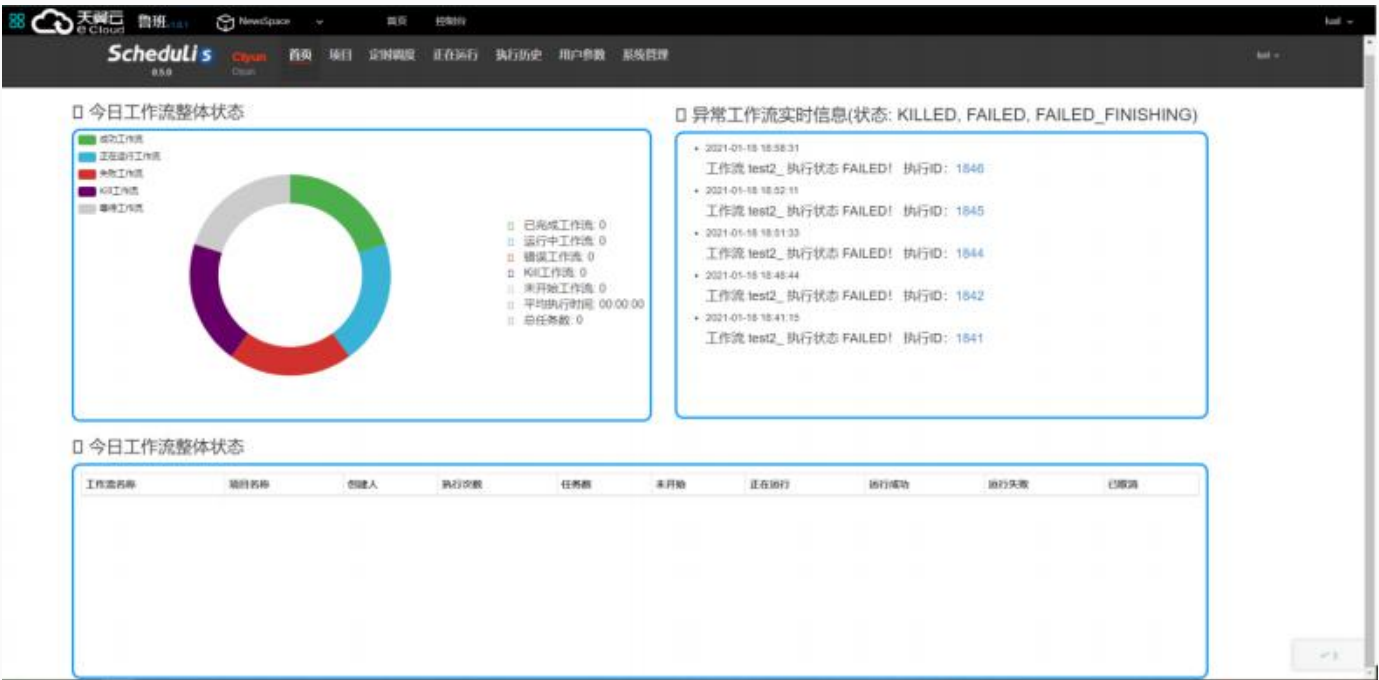 天翼云
e Cloud
鲁班
NewsSpace
首页
控制台
Schedulis
0.5.0
Ctyun
Ctyun
首页
项目
定时调度
正在运行
执行历史
用户参数
系统管理
今日工作流整体状态
成功工作流
正在运行工作流
失败工作流
Kill工作流
等待工作流
已完成工作流: 0
运行中工作流: 0
错误工作流: 0
Kill工作流: 0
未开始工作流: 0
平均执行时间: 00:00:00
总任务数: 0
异常工作流实时信息(状态: KILLED, FAILED, FAILED_FINISHING)
2021-01-18 18:58:31
工作流 test2_ 执行状态 FAILED! 执行ID: 1846
2021-01-18 18:52:11
工作流 test2_ 执行状态 FAILED! 执行ID: 1845
2021-01-18 18:51:33
工作流 test2_ 执行状态 FAILED! 执行ID: 1844
2021-01-18 18:48:44
工作流 test2_ 执行状态 FAILED! 执行ID: 1842
2021-01-18 18:41:15
工作流 test2_ 执行状态 FAILED! 执行ID: 1841
今日工作流整体状态
工作流名称 项目名称 创建人 执行次数 任务数 未开始 正在运行 运行成功 运行失败 已取消